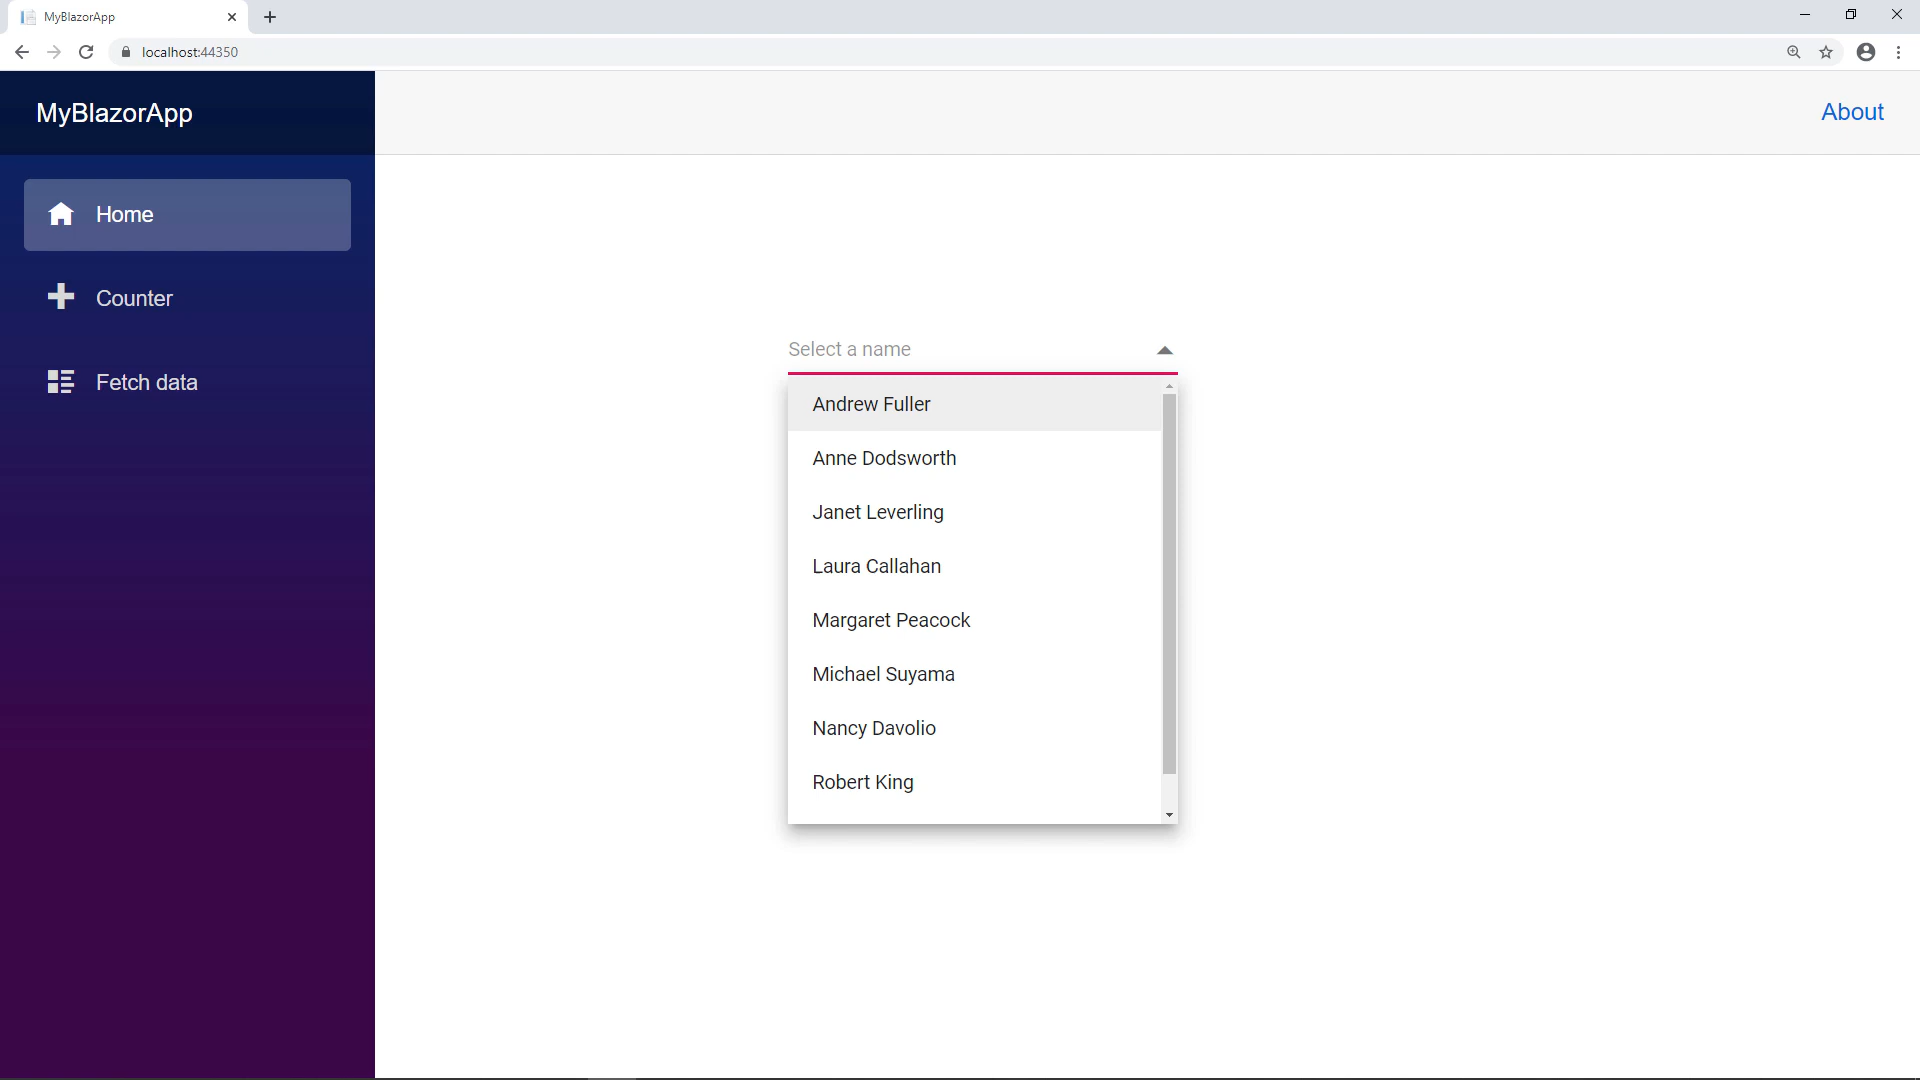 MyBlazorApp
localhost:44350
MyBlazorApp
About
Home
Counter
Fetch data
Select a name
Andrew Fuller
Anne Dodsworth
Janet Leverling
Laura Callahan
Margaret Peacock
Michael Suyama
Nancy Davolio
Robert King